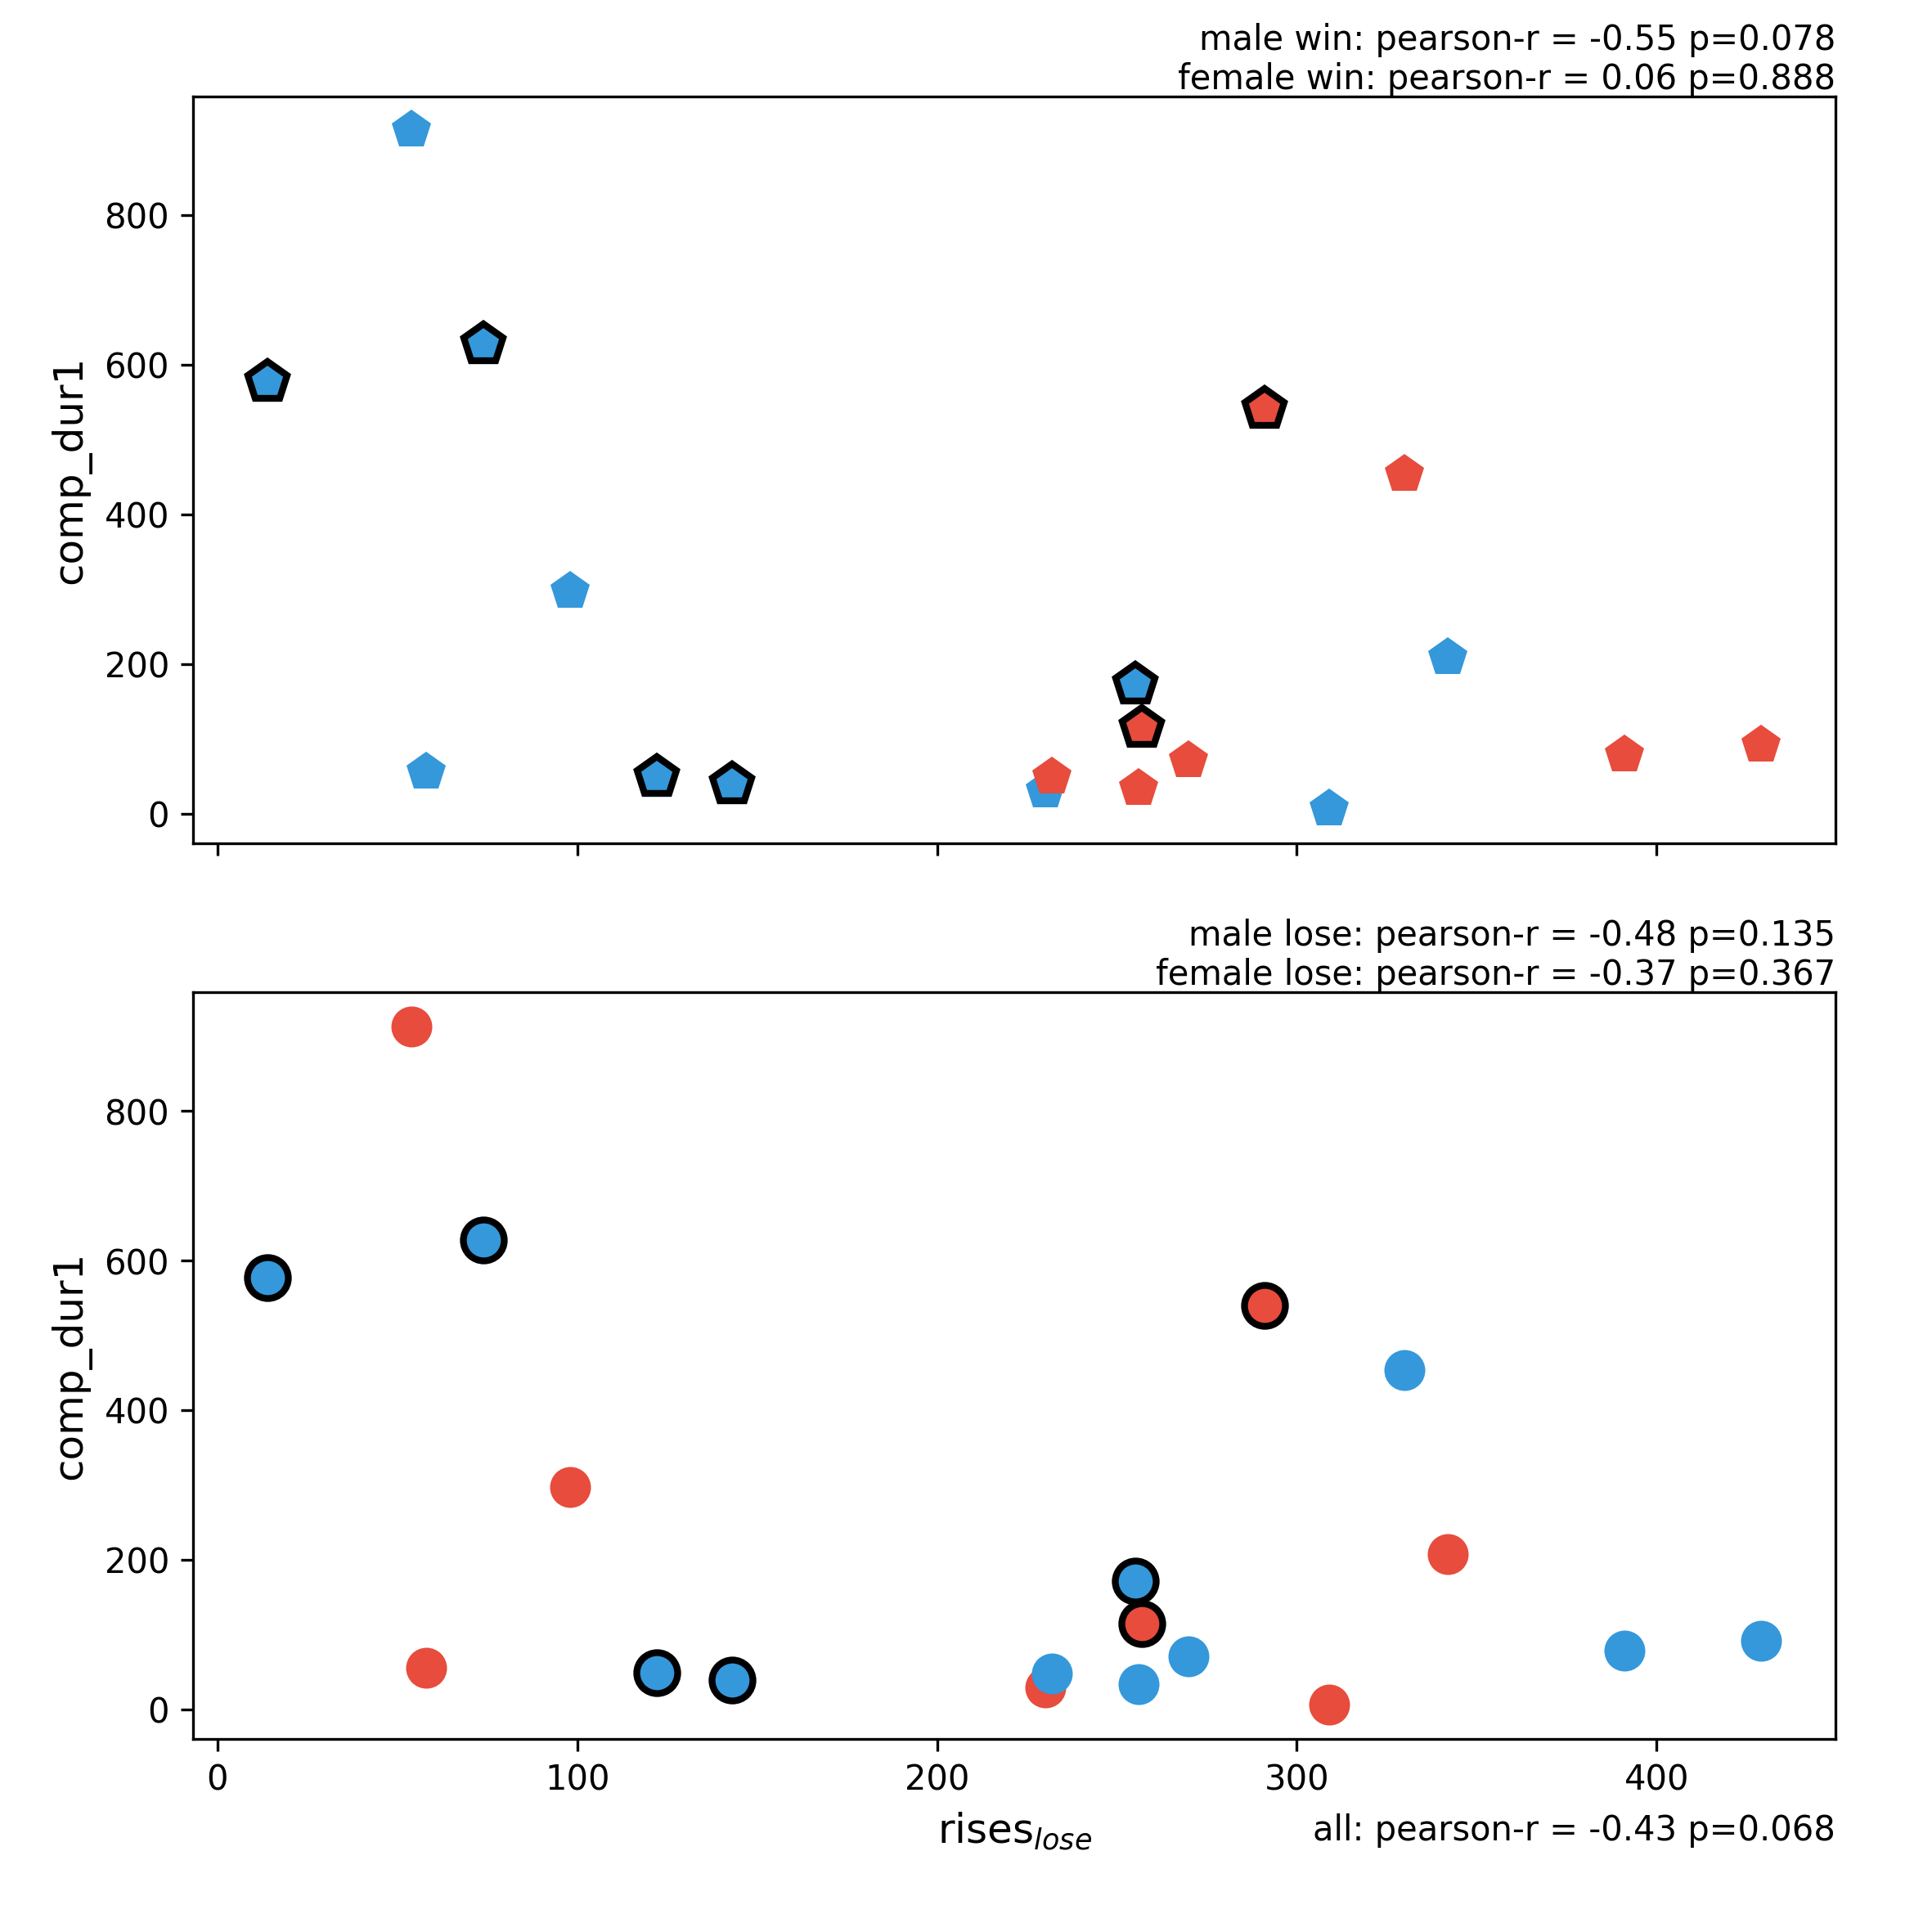 male win: pearson-r = -0.55 p=0.078
female win: pearson-r = 0.06 p=0.888
800
600
400
200
0
comp_dur1
male lose: pearson-r = -0.48 p=0.135
female lose: pearson-r = -0.37 p=0.367
800
600
400
200
0
comp_dur1
0 100 200 300 400
rises_lose
all: pearson-r = -0.43 p=0.068